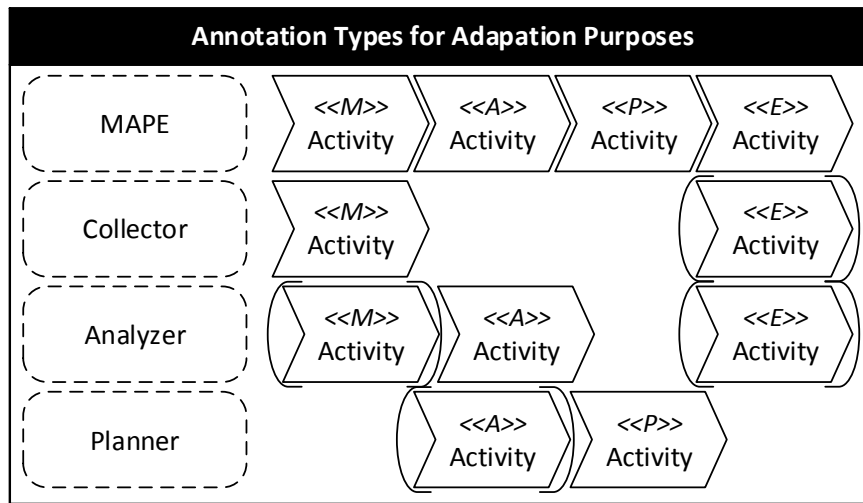 Annotation Types for Adapation Purposes
MAPE
<<M>>
Activity
<<A>>
Activity
<<P>>
Activity
<<E>>
Activity
Collector
<<M>>
Activity
<<E>>
Activity
Analyzer
<<M>>
Activity
<<A>>
Activity
<<E>>
Activity
Planner
<<A>>
Activity
<<P>>
Activity